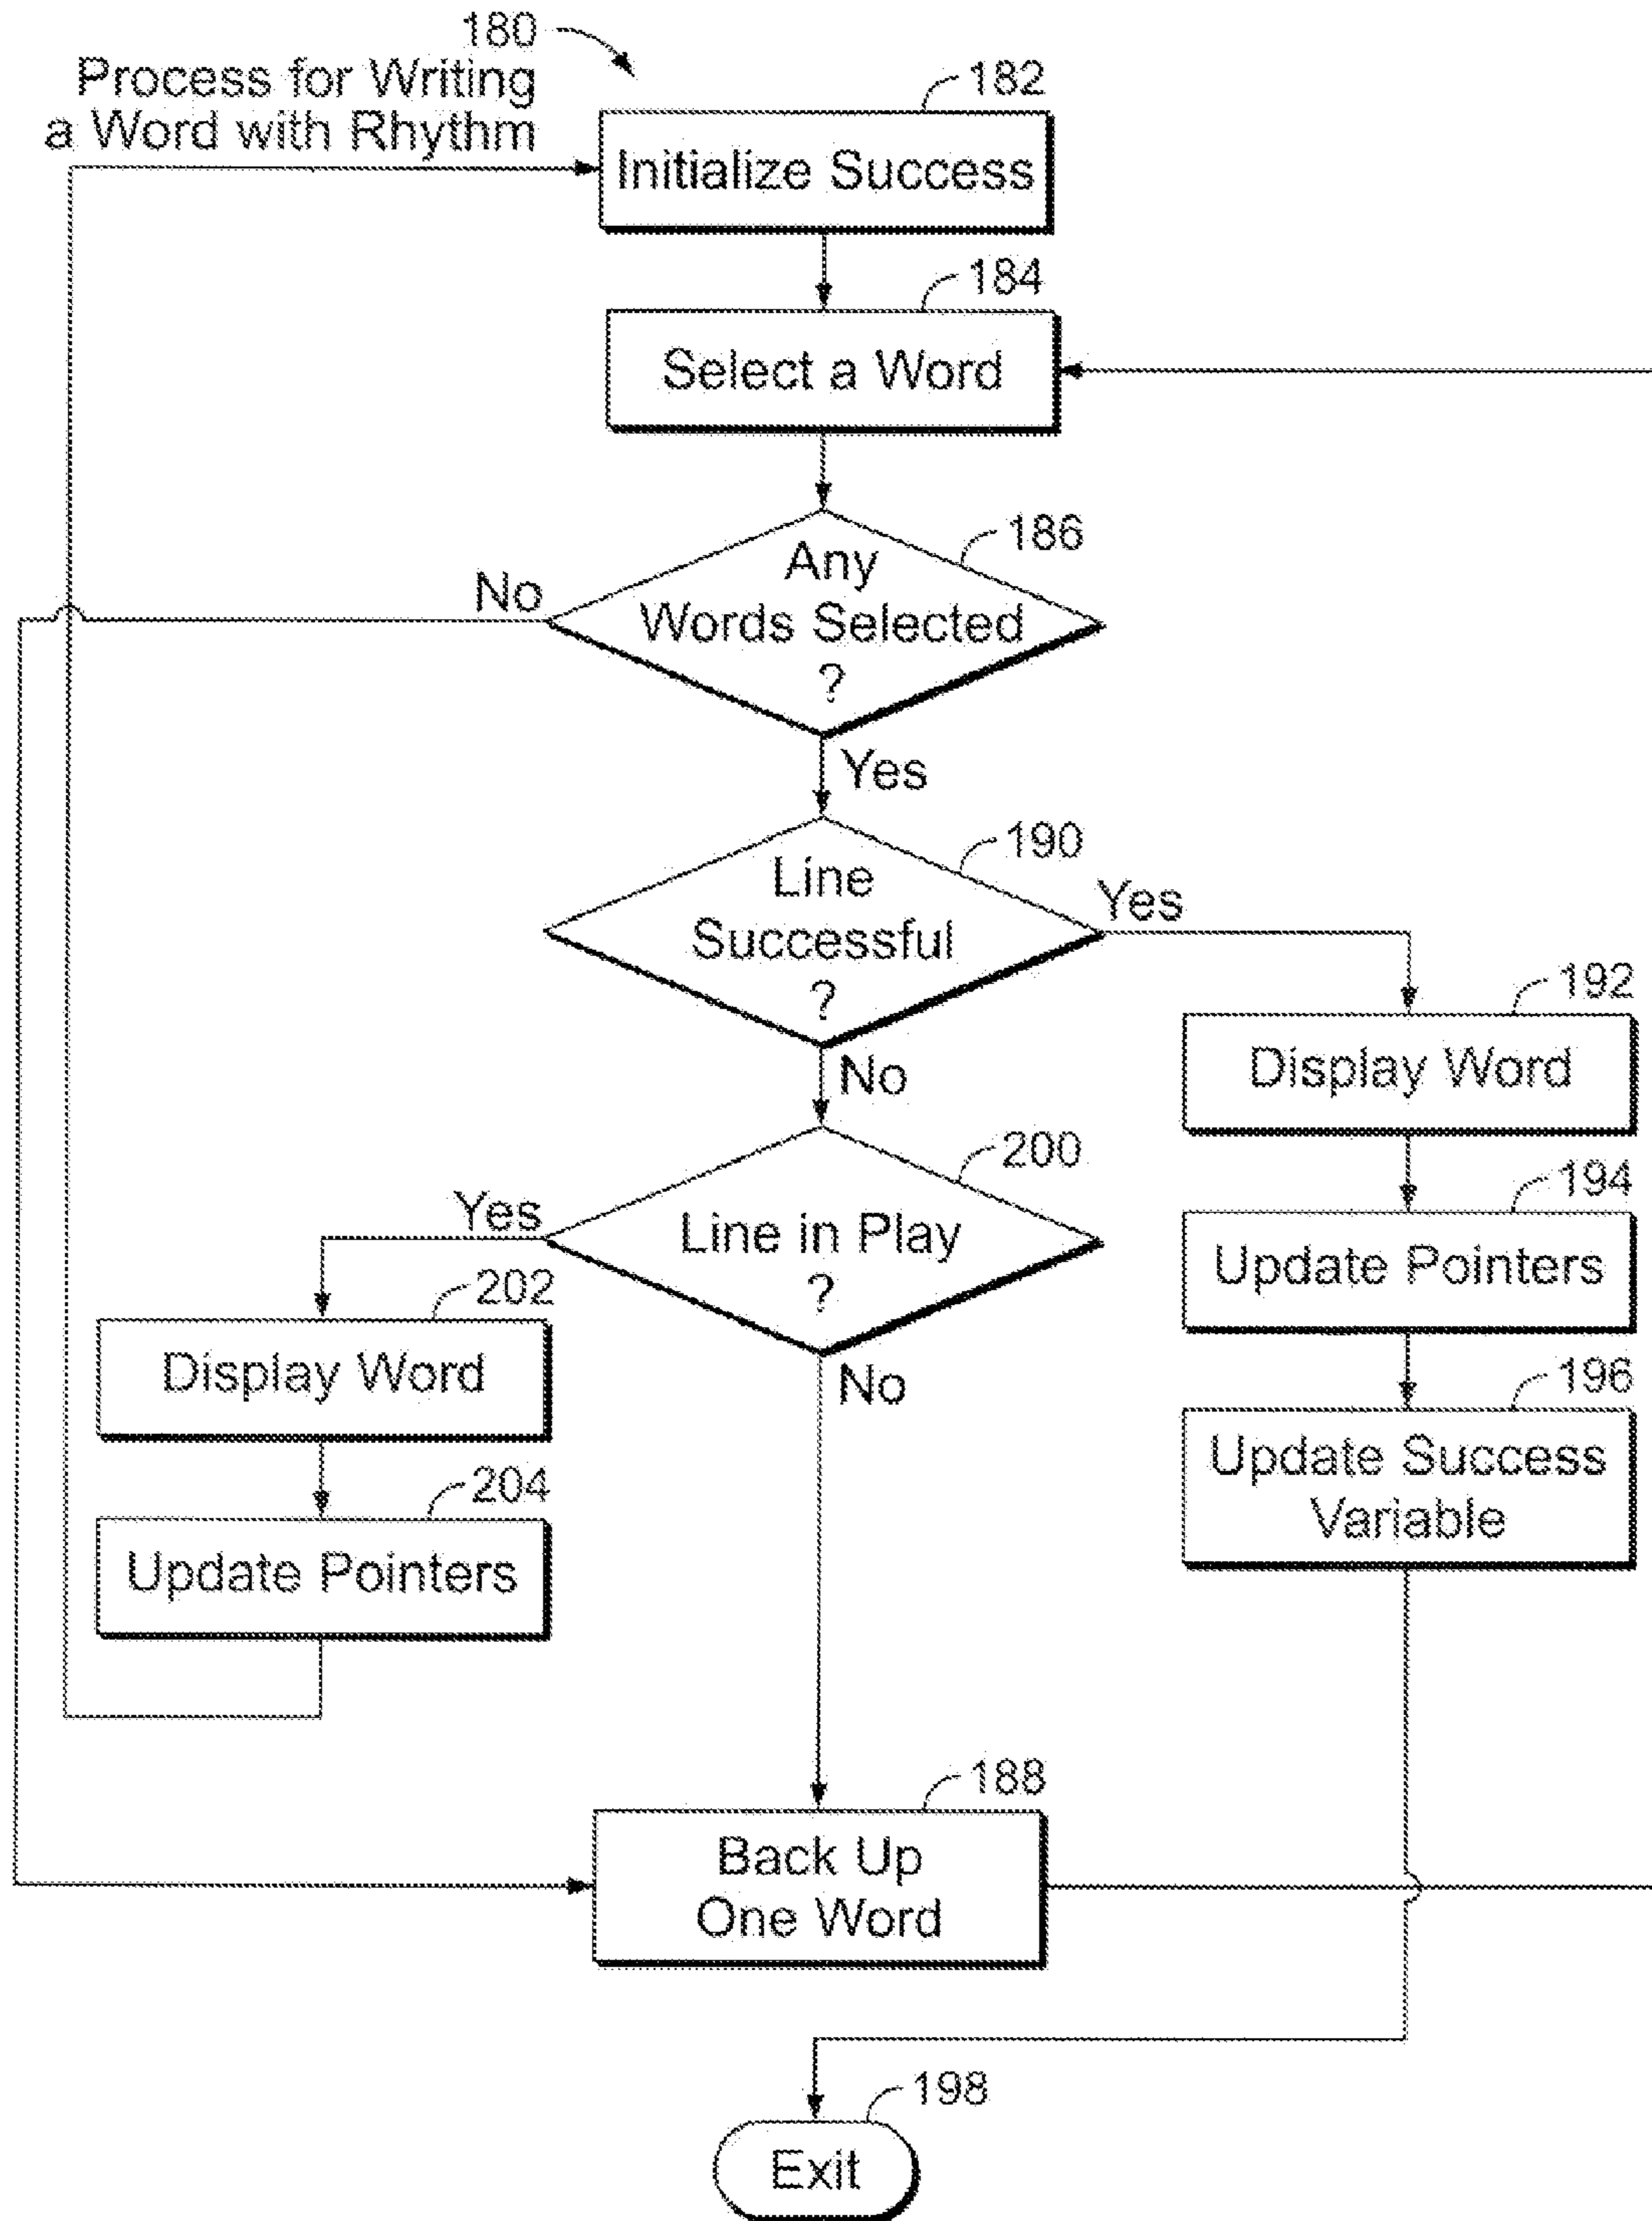 180
Process for Writing
a Word with Rhythm
182
Initialize Success
184
Select a Word
186
Any
Words Selected
?
No
Yes
190
Line
Successful
?
Yes
No
192
Display Word
194
Update Pointers
196
Update Success
Variable
200
Line in Play
?
Yes
No
202
Display Word
204
Update Pointers
188
Back Up
One Word
198
Exit